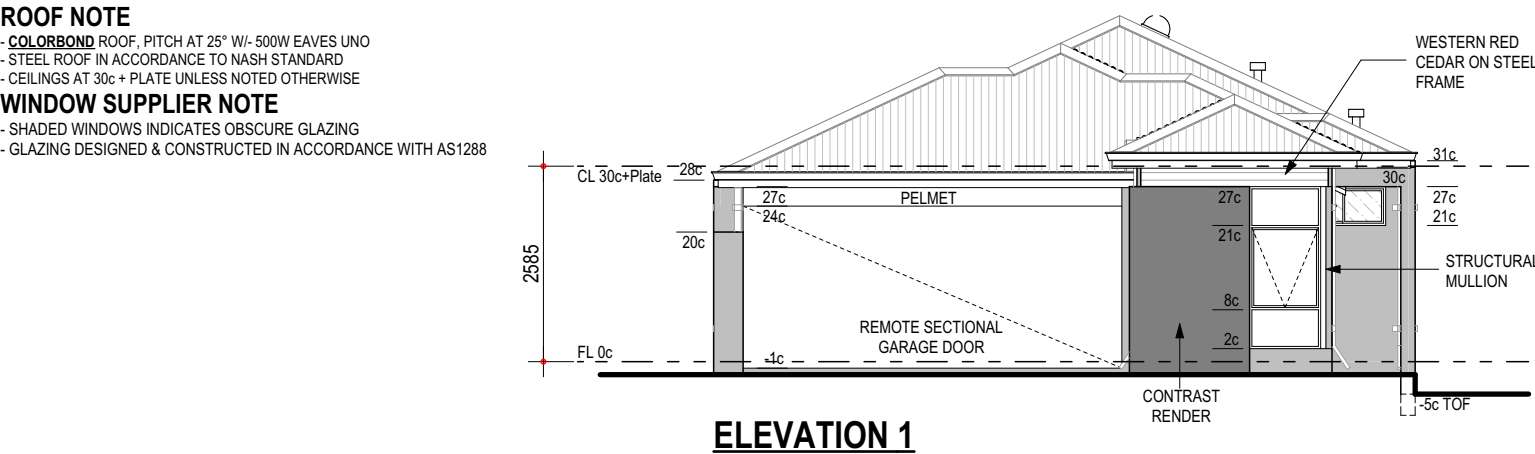 ROOF NOTE
- COLORBOND ROOF, PITCH AT 25° W/- 500W EAVES UNO
- STEEL ROOF IN ACCORDANCE TO NASH STANDARD
- CEILINGS AT 30c + PLATE UNLESS NOTED OTHERWISE
WINDOW SUPPLIER NOTE
- SHADED WINDOWS INDICATES OBSCURE GLAZING
- GLAZING DESIGNED & CONSTRUCTED IN ACCORDANCE WITH AS1288
WESTERN RED
CEDAR ON STEEL
FRAME
CL 30c+Plate
28c
31c
30c
27c
24c
PELMET
27c
27c
21c
20c
21c
2585
STRUCTURAL
MULLION
8c
REMOTE SECTIONAL
GARAGE DOOR
2c
FL 0c
-1c
CONTRAST
RENDER
-5c TOF
ELEVATION 1